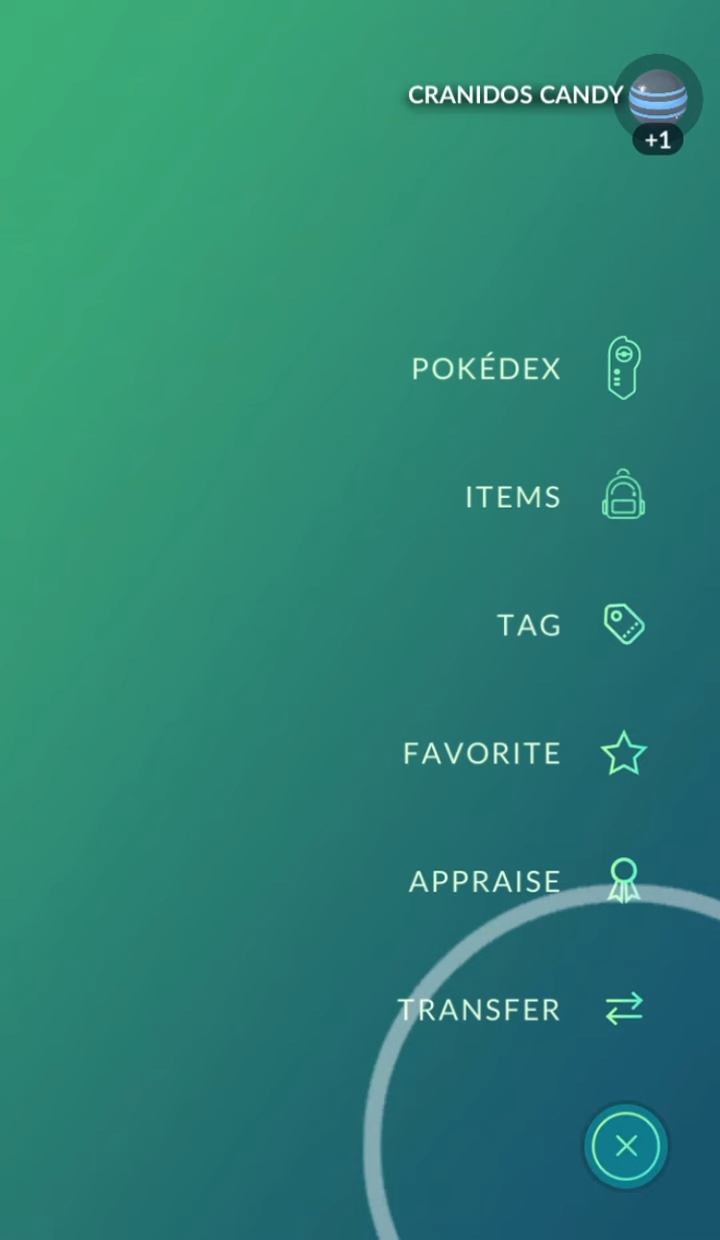 CRANIDOS CANDY
+1
POKÉDEX
ITEMS
TAG
FAVORITE
APPRAISE
TRANSFER